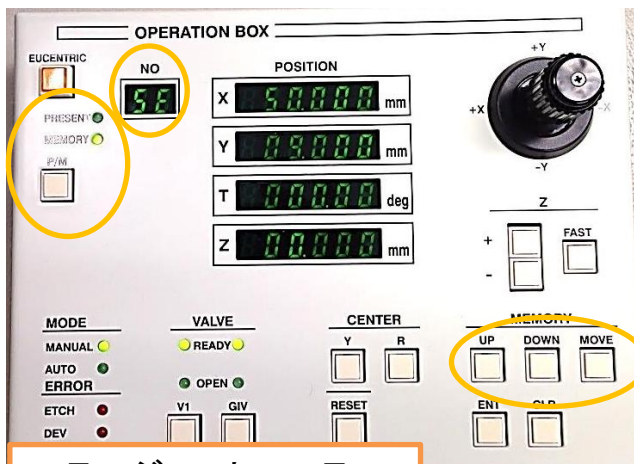 OPERATION BOX
EUCENTRIC
NO
5E
PRESENT
MEMORY
P/M
POSITION
X 50.000 mm
Y 09.000 mm
T 000.00 deg
Z 00.000 mm
+Y
+X
-X
-Y
Z
+
FAST
-
MODE
MANUAL
AUTO
ERROR
ETCH
DEV
VALVE
READY
OPEN
V1 GIV
CENTER
Y R
RESET
MEMORY
UP DOWN MOVE
ENT CLR